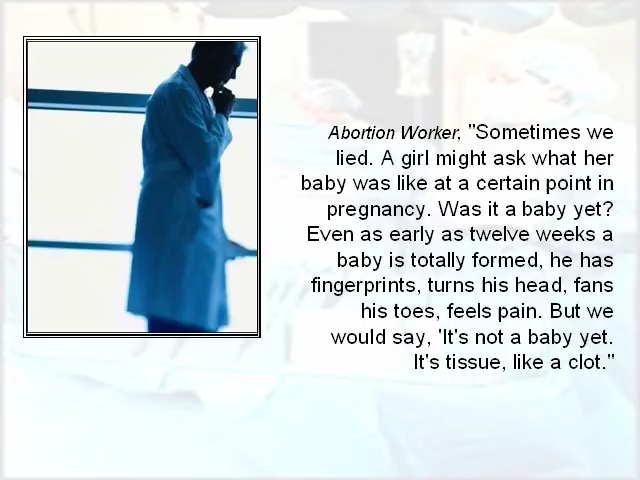 Abortion Worker, "Sometimes we
lied. A girl might ask what her
baby was like at a certain point in
pregnancy. Was it a baby yet?
Even as early as twelve weeks a
baby is totally formed, he has
fingerprints, turns his head, fans
his toes, feels pain. But we
would say, 'It's not a baby yet.
It's tissue, like a clot."